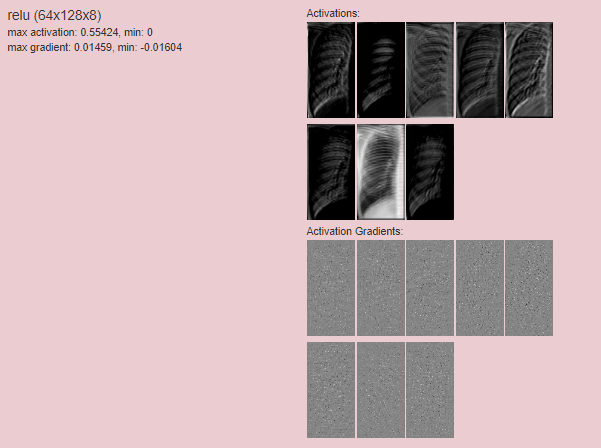 relu (64x128x8)
max activation: 0.55424, min: 0
max gradient: 0.01459, min: -0.01604
Activations:
Activation Gradients: